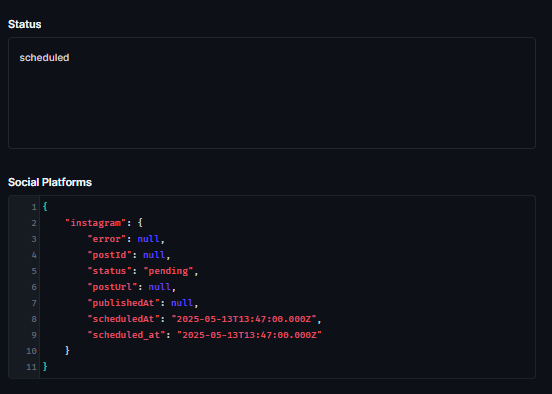 Status
scheduled
Social Platforms
1 {
2 "instagram": {
3 "error": null,
4 "postId": null,
5 "status": "pending",
6 "postUrl": null,
7 "publishedAt": null,
8 "scheduledAt": "2025-05-13T13:47:00.000Z",
9 "scheduled_at": "2025-05-13T13:47:00.000Z"
10 }
11 }